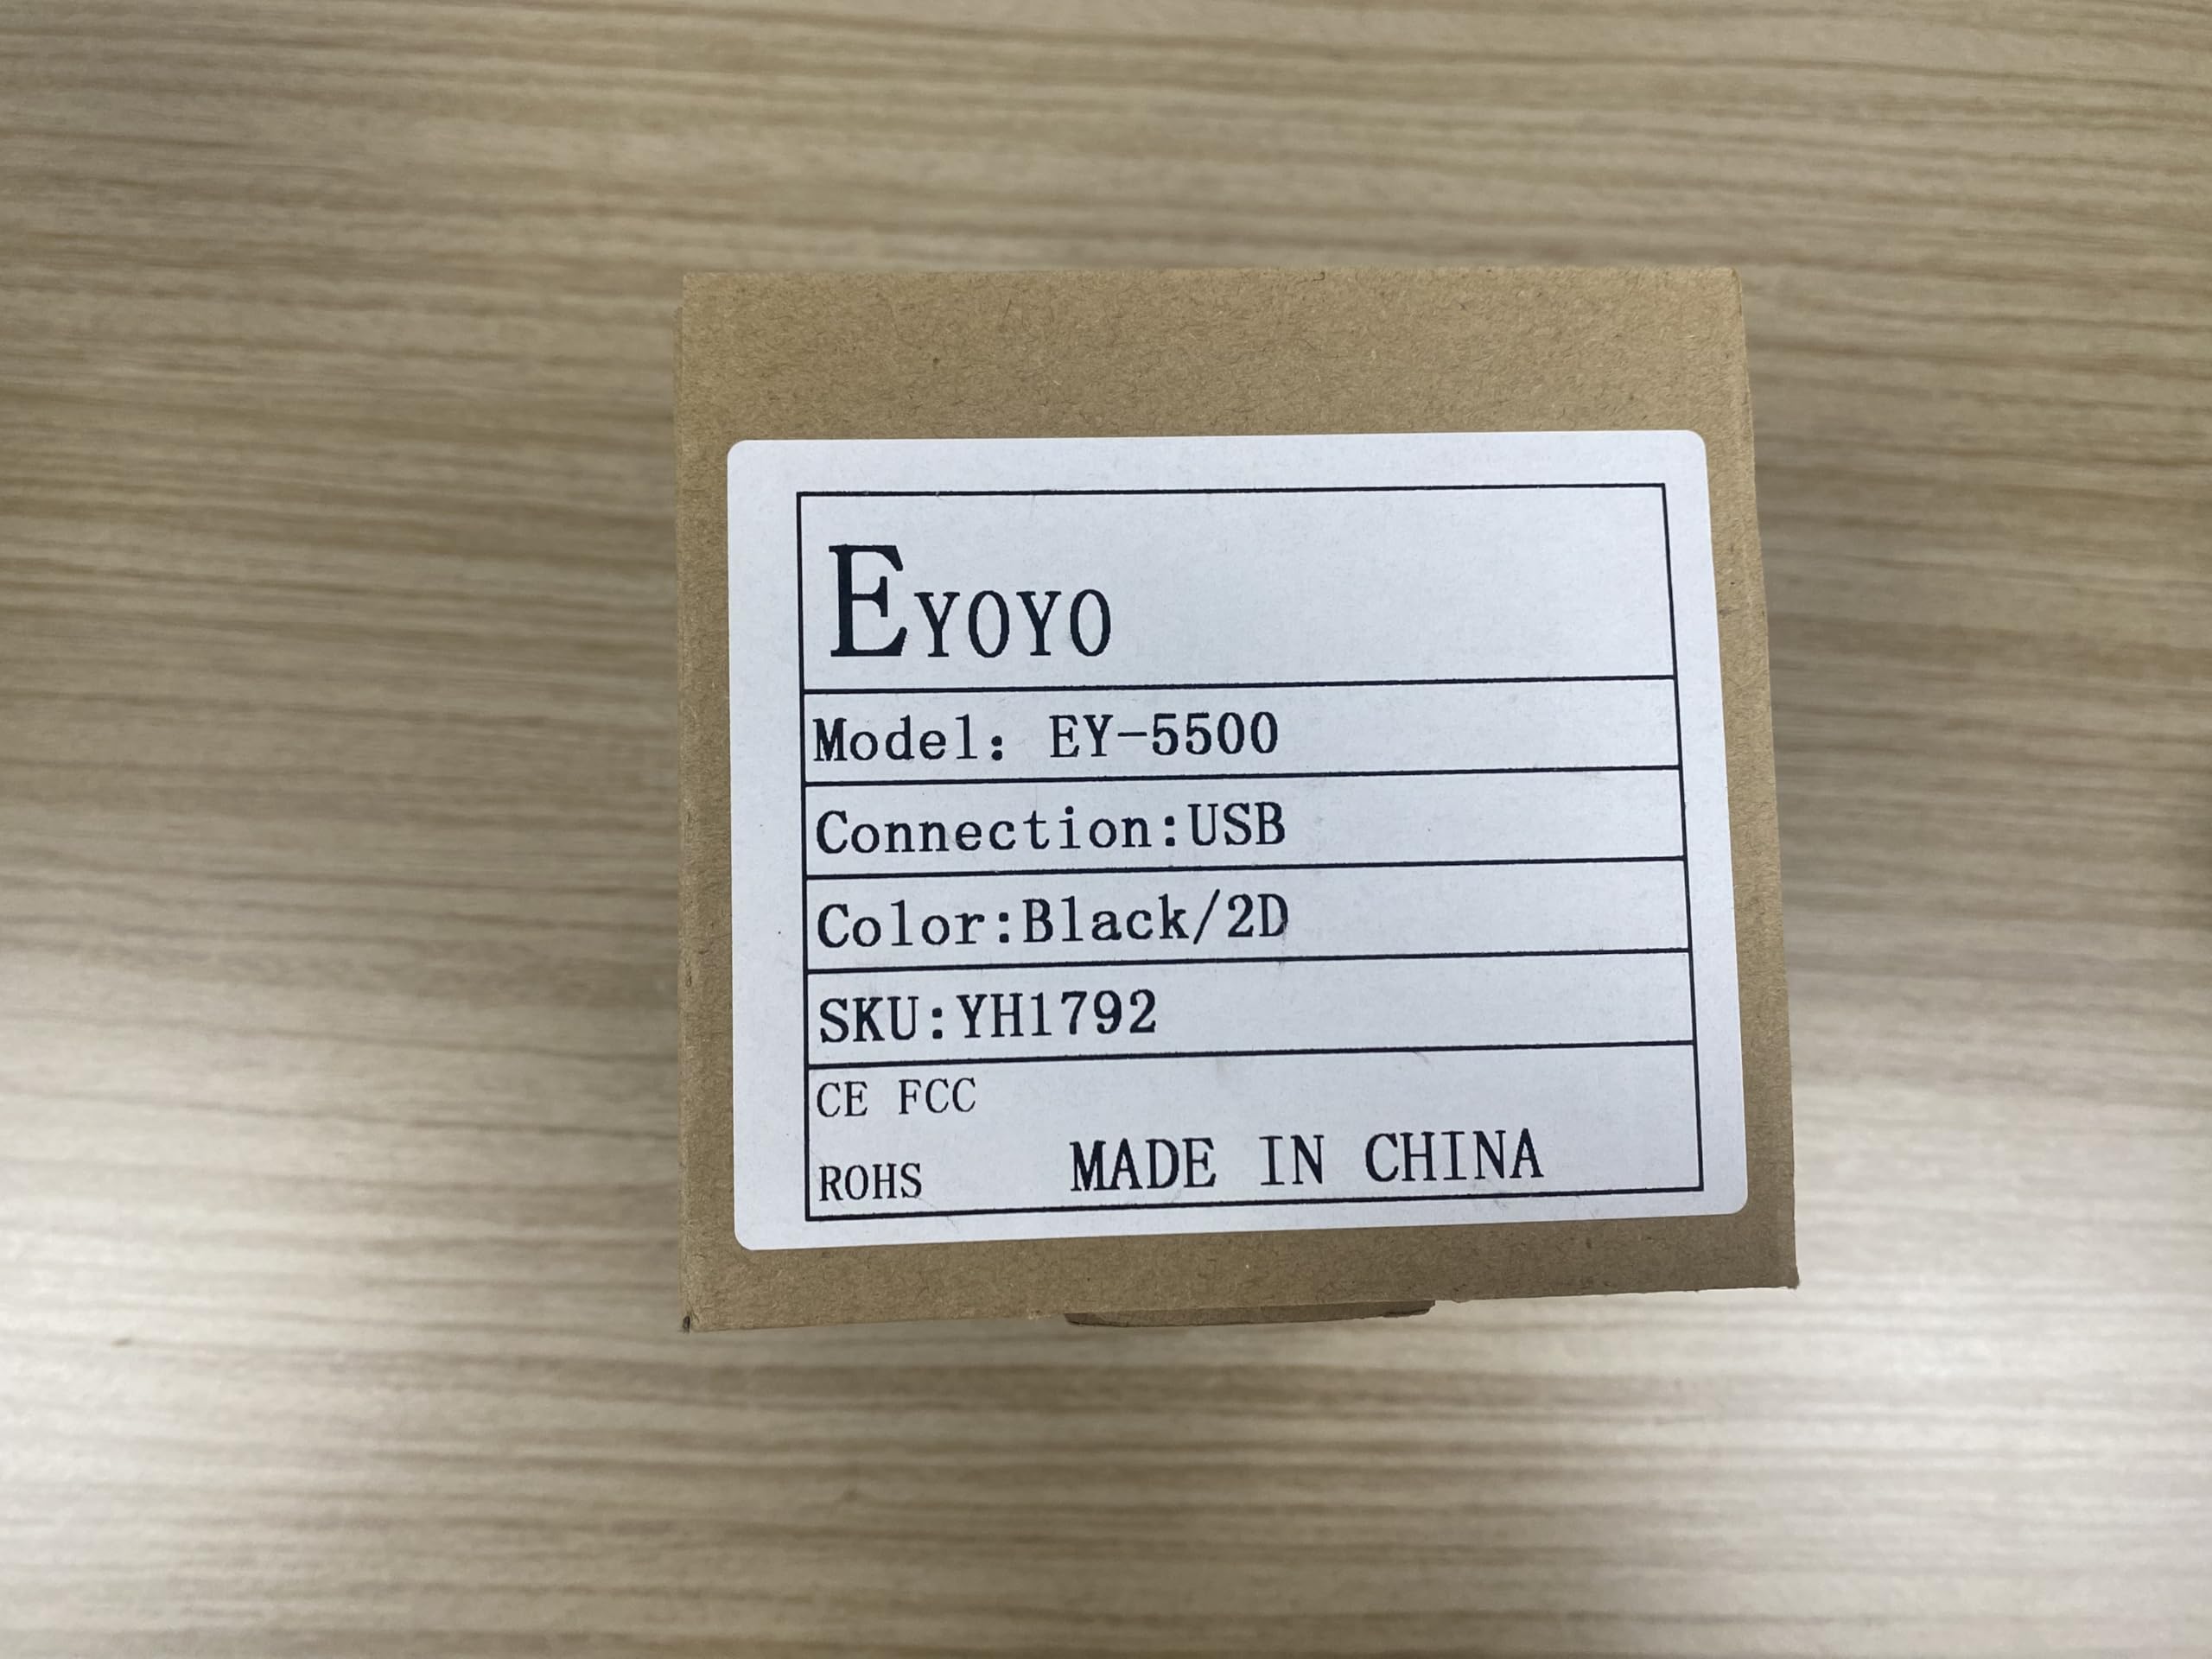 EYOYO
Model: EY-5500
Connection:USB
Color:Black/2D
SKU:YH1792
CE FCC
ROHS MADE IN CHINA